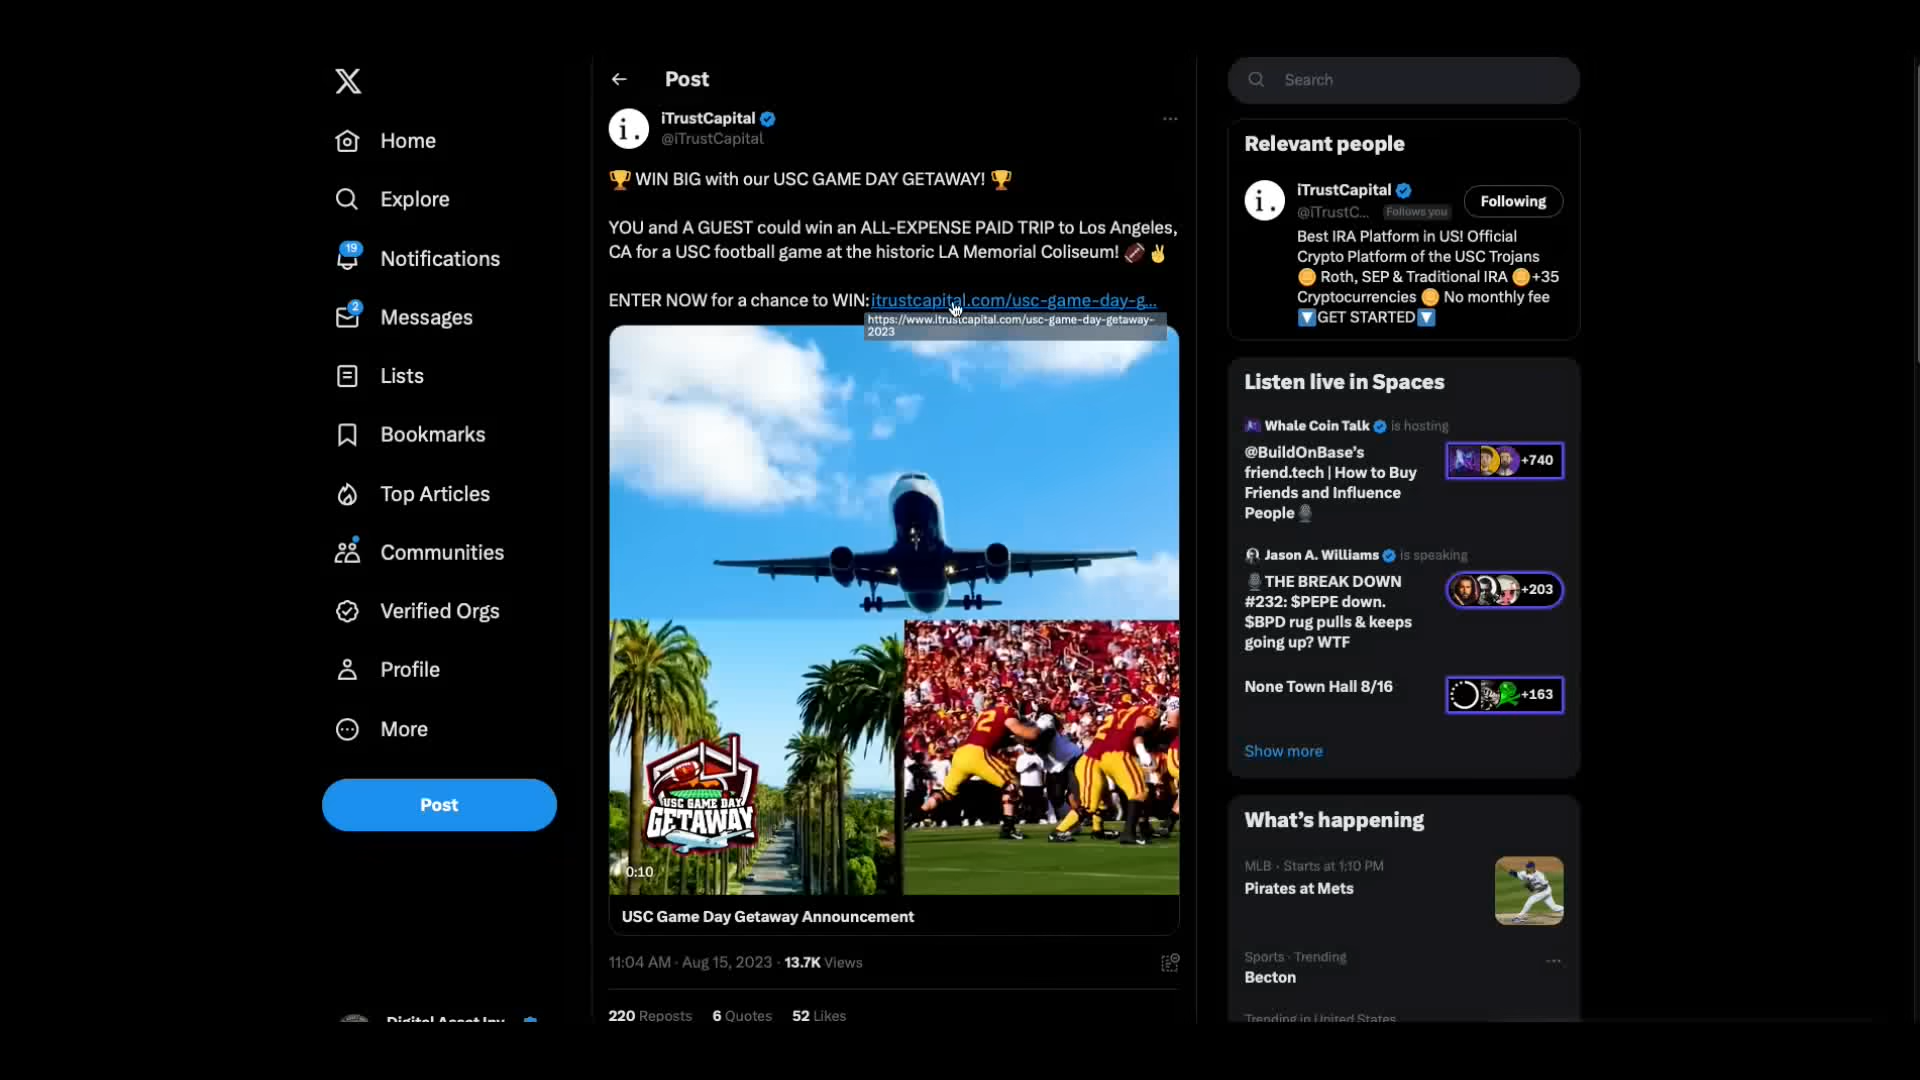 Home
Explore
19
Notifications
2
Messages
Lists
Bookmarks
Top Articles
Communities
Verified Orgs
Profile
More
Post
Post
iTrustCapital
@iTrustCapital
🏆 WIN BIG with our USC GAME DAY GETAWAY! 🏆
YOU and A GUEST could win an ALL-EXPENSE PAID TRIP to Los Angeles,
CA for a USC football game at the historic LA Memorial Coliseum! 🏈 ✌️
ENTER NOW for a chance to WIN: itrustcapital.com/usc-game-day-g...
https://www.itrustcapital.com/usc-game-day-getaway-
2023
USC GAME DAY
GETAWAY
0:10
USC Game Day Getaway Announcement
11:04 AM · Aug 15, 2023 · 13.7K Views
220 Reposts 6 Quotes 52 Likes
Search
Relevant people
iTrustCapital
@iTrustC... Follows you
Following
Best IRA Platform in US! Official
Crypto Platform of the USC Trojans
🪙 Roth, SEP & Traditional IRA 🪙+35
Cryptocurrencies 🪙 No monthly fee
🔽GET STARTED🔽
Listen live in Spaces
Whale Coin Talk is hosting
@BuildOnBase's
friend.tech | How to Buy
Friends and Influence
People🎙️
+740
Jason A. Williams is speaking
🎙️THE BREAK DOWN
#232: $PEPE down.
$BPD rug pulls & keeps
going up? WTF
+203
None Town Hall 8/16
+163
Show more
What's happening
MLB · Starts at 1:10 PM
Pirates at Mets
Sports · Trending
Becton
Trending in United States